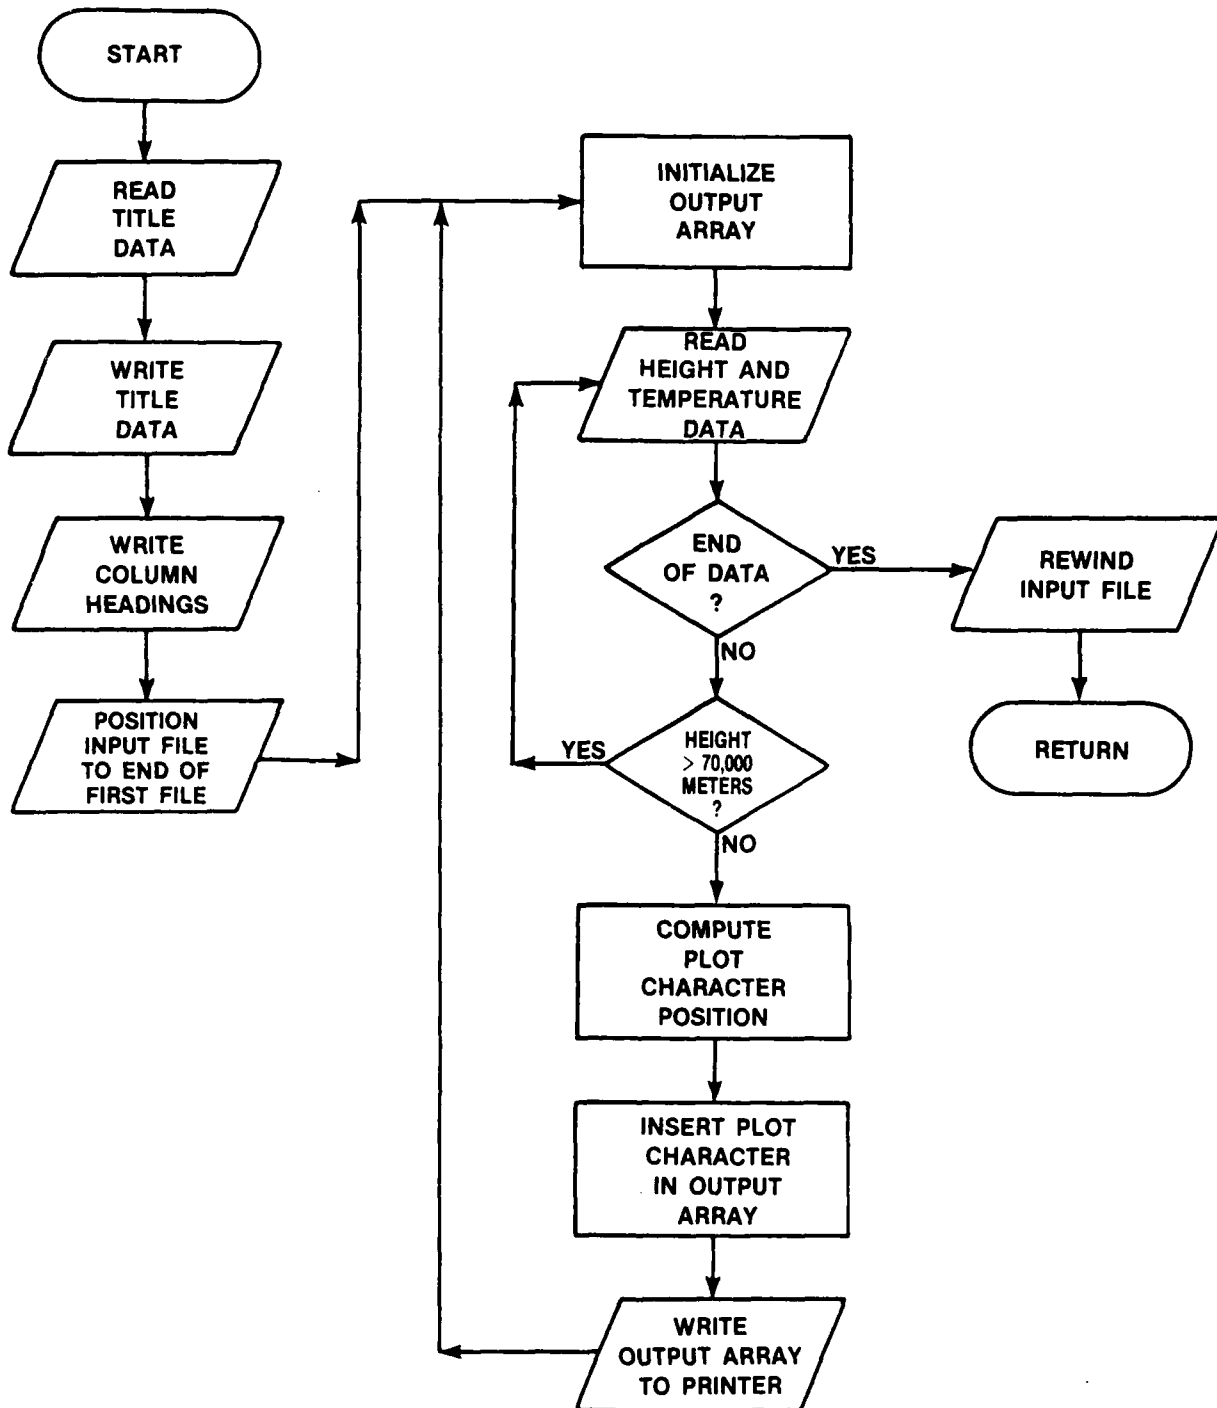 START
READ
TITLE
DATA
WRITE
TITLE
DATA
WRITE
COLUMN
HEADINGS
POSITION
INPUT FILE
TO END OF
FIRST FILE
INITIALIZE
OUTPUT
ARRAY
READ
HEIGHT AND
TEMPERATURE
DATA
END
OF DATA
?
YES
NO
REWIND
INPUT FILE
RETURN
HEIGHT
> 70,000
METERS
?
YES
NO
COMPUTE
PLOT
CHARACTER
POSITION
INSERT PLOT
CHARACTER
IN OUTPUT
ARRAY
WRITE
OUTPUT ARRAY
TO PRINTER